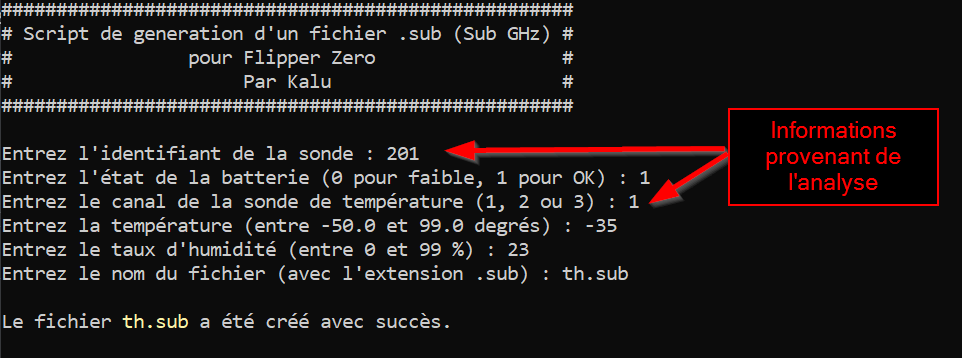 ####################################################
# Script de generation d'un fichier .sub (Sub GHz) #
# pour Flipper Zero #
# Par Kalu #
####################################################
Entrez l'identifiant de la sonde : 201
Entrez l'état de la batterie (0 pour faible, 1 pour OK) : 1
Entrez le canal de la sonde de température (1, 2 ou 3) : 1
Entrez la température (entre -50.0 et 99.0 degrés) : -35
Entrez le taux d'humidité (entre 0 et 99 %) : 23
Entrez le nom du fichier (avec l'extension .sub) : th.sub
Le fichier th.sub a été créé avec succès.
Informations
provenant de
l'analyse